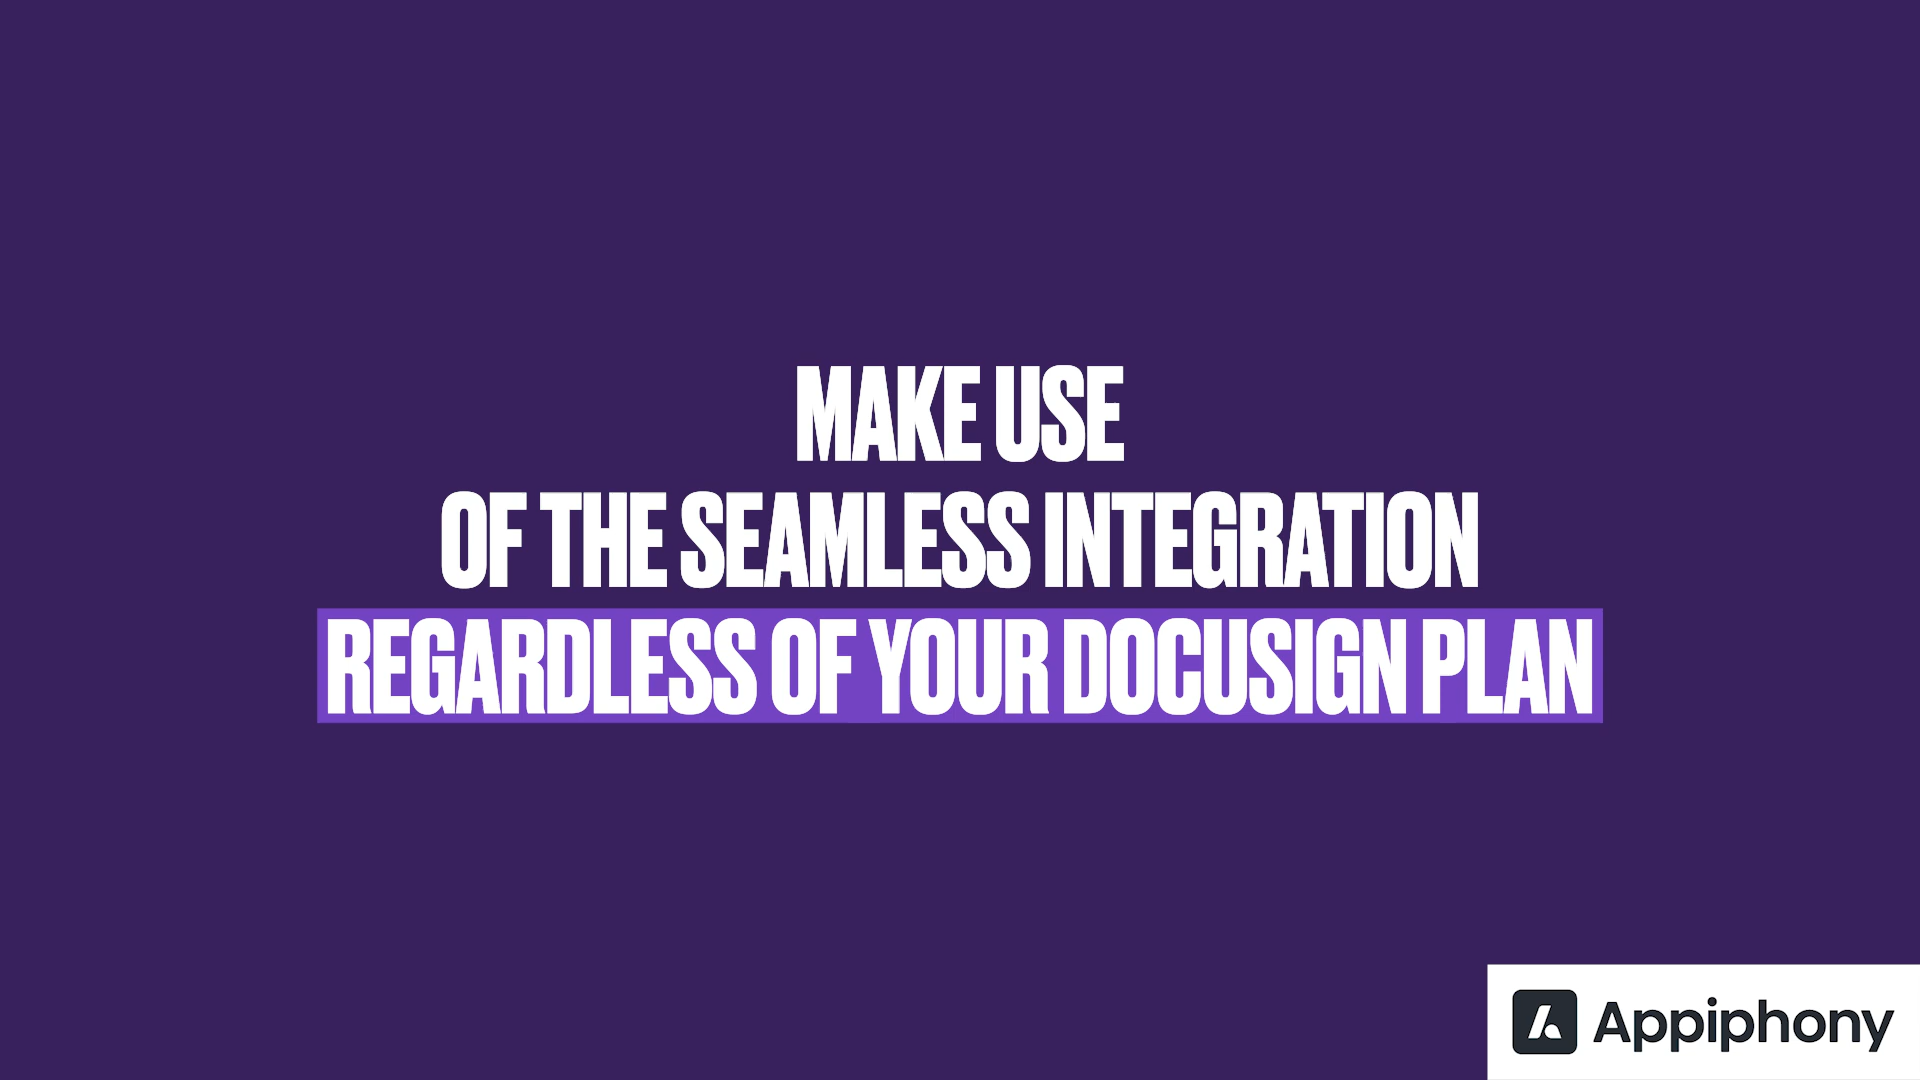 MAKE USE
OF THE SEAMLESS INTEGRATION
REGARDLESS OF YOUR DOCUSIGN PLAN
Appiphony